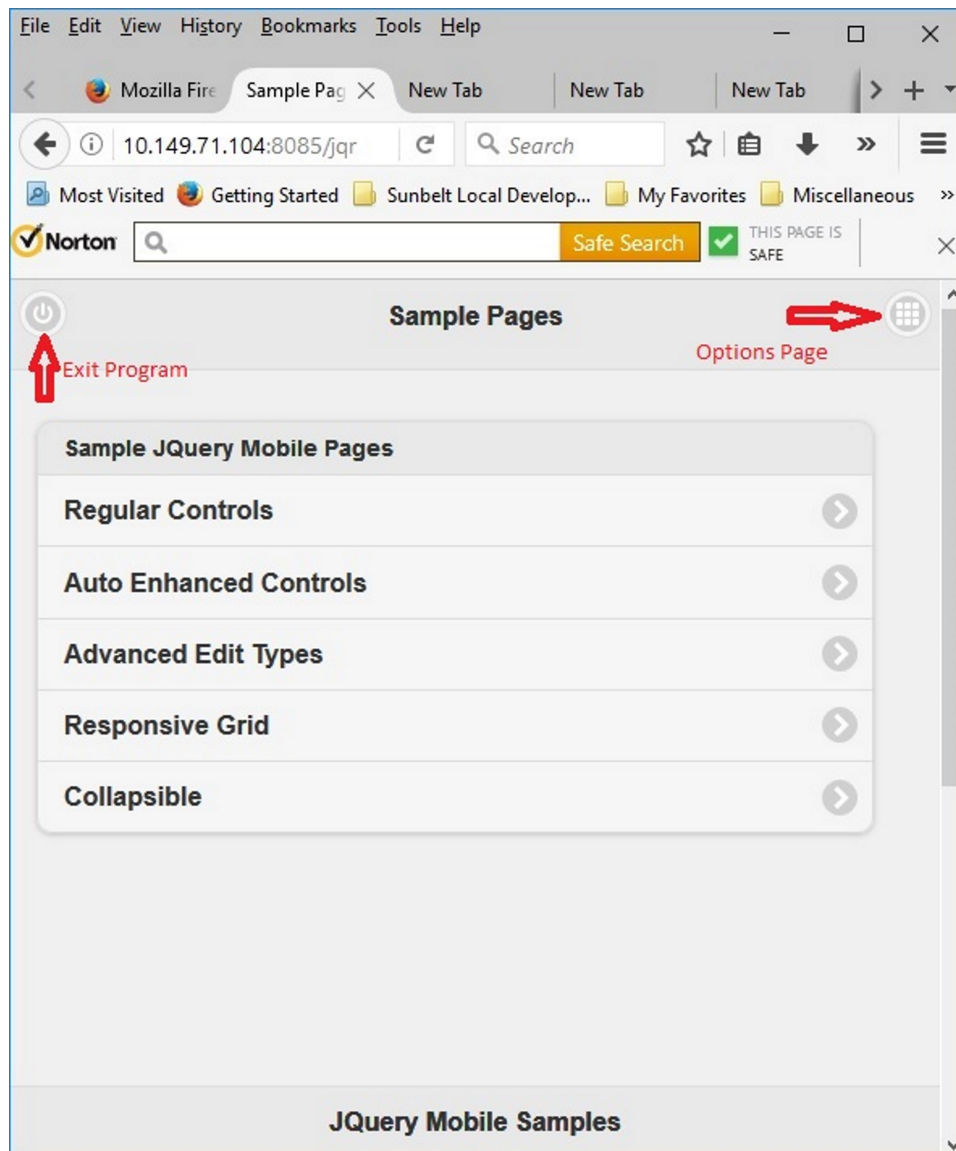 File Edit View History Bookmarks Tools Help
Mozilla Fire Sample Pag New Tab New Tab New Tab
10.149.71.104:8085/jqr Search
Most Visited Getting Started Sunbelt Local Develop... My Favorites Miscellaneous
Norton Safe Search THIS PAGE IS
SAFE
Sample Pages
Options Page
Exit Program
Sample JQuery Mobile Pages
Regular Controls
Auto Enhanced Controls
Advanced Edit Types
Responsive Grid
Collapsible
JQuery Mobile Samples